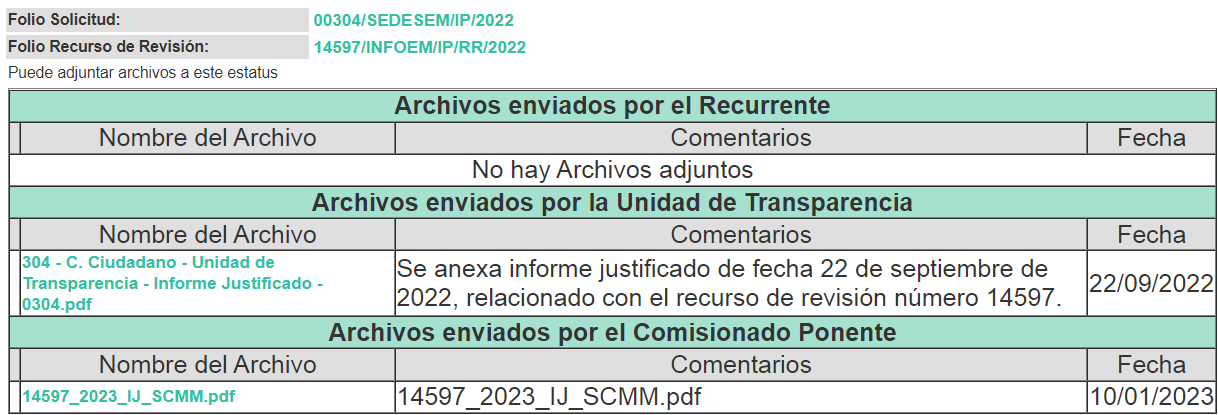 Folio Solicitud: 00304/SEDESEM/IP/2022
Folio Recurso de Revisión: 14597/INFOEM/IP/RR/2022
Puede adjuntar archivos a este estatus
Archivos enviados por el Recurrente
Nombre del Archivo Comentarios Fecha
No hay Archivos adjuntos
Archivos enviados por la Unidad de Transparencia
Nombre del Archivo Comentarios Fecha
304 - C. Ciudadano - Unidad de
Transparencia - Informe Justificado -
0304.pdf
Se anexa informe justificado de fecha 22 de septiembre de
2022, relacionado con el recurso de revisión número 14597.
22/09/2022
Archivos enviados por el Comisionado Ponente
Nombre del Archivo Comentarios Fecha
14597_2023_IJ_SCMM.pdf 14597_2023_IJ_SCMM.pdf 10/01/2023